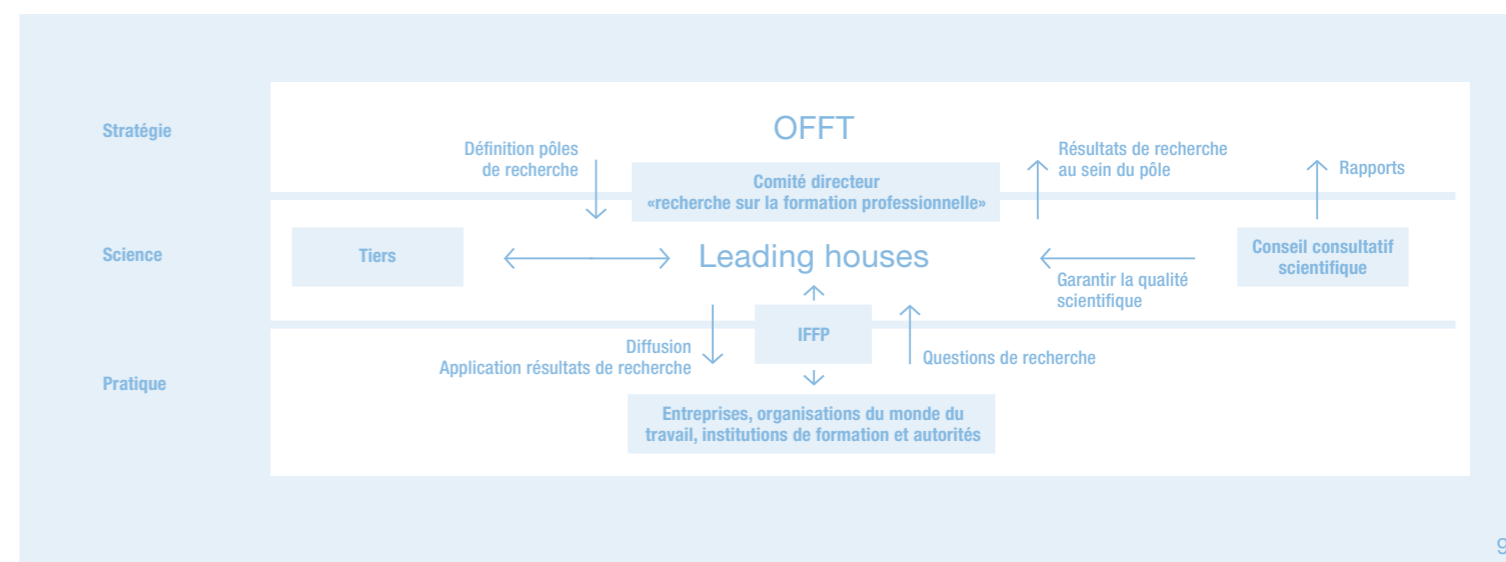 Stratégie
OFFT
Définition pôles
de recherche
Comité directeur
«recherche sur la formation professionnelle»
Résultats de recherche
au sein du pôle
Rapports
Science
Tiers
Leading houses
Garantir la qualité
scientifique
Conseil consultatif
scientifique
IFFP
Pratique
Diffusion
Application résultats de recherche
Questions de recherche
Entreprises, organisations du monde du
travail, institutions de formation et autorités
9